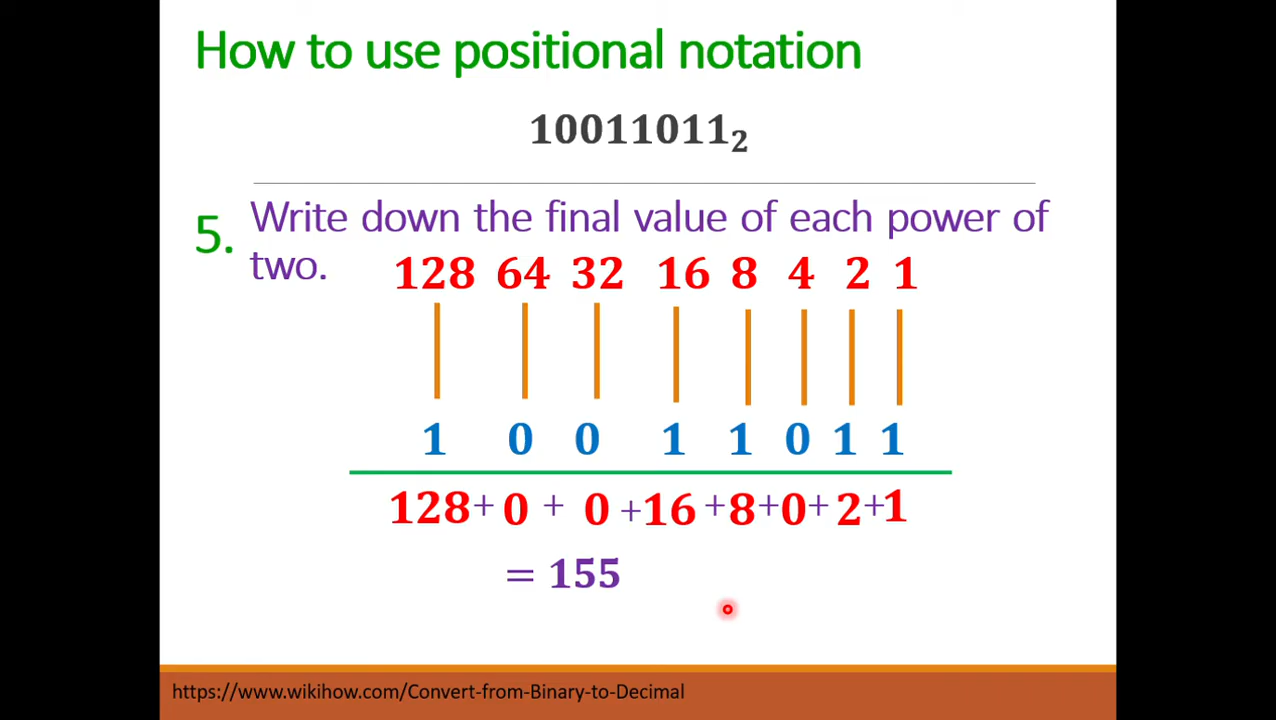 How to use positional notation
10011011₂
5. Write down the final value of each power of
two.
128 64 32 16 8 4 2 1
1 0 0 1 1 0 1 1
128+ 0 + 0 +16 +8+0+ 2+1
= 155
https://www.wikihow.com/Convert-from-Binary-to-Decimal